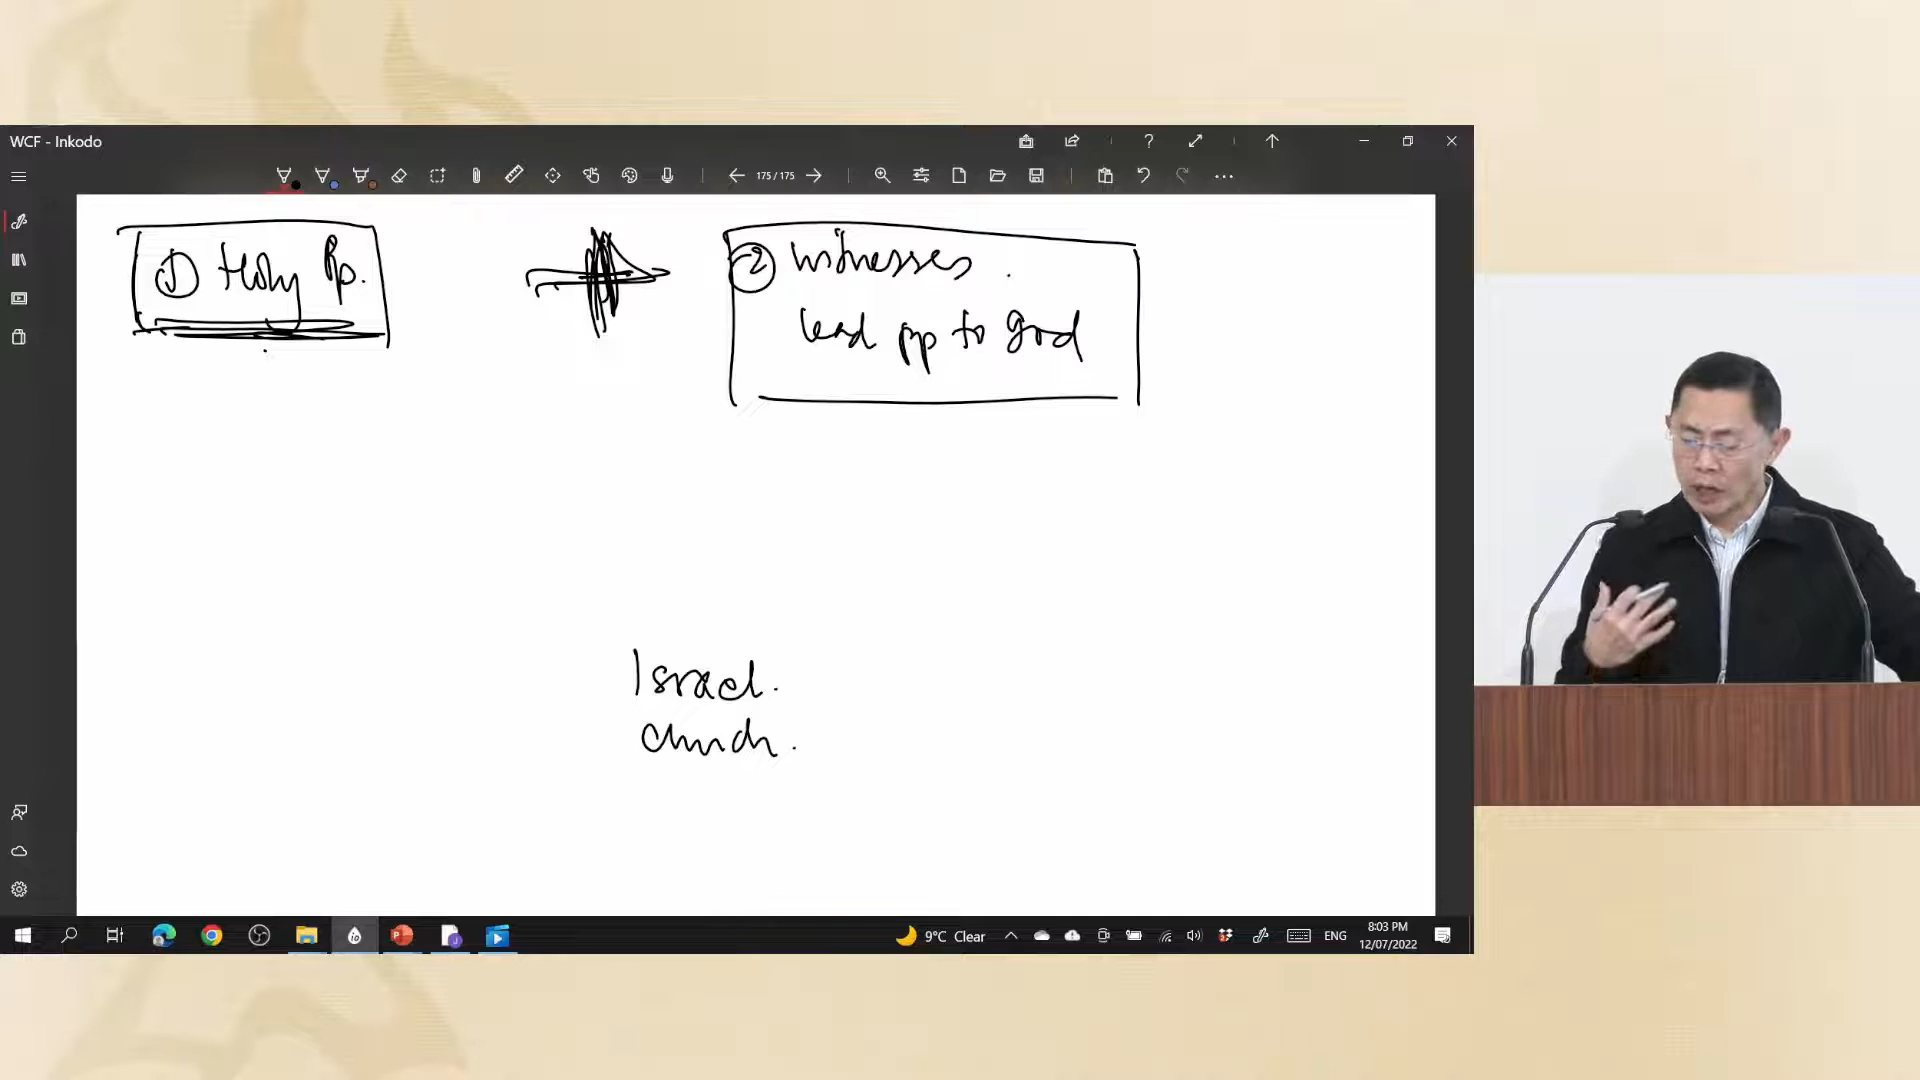 WCF - Inkodo
175 / 175
① Holy Pp.
② witnesses.
lead pp to God
Israel.
church.
9°C Clear
ENG
8:03 PM
12/07/2022